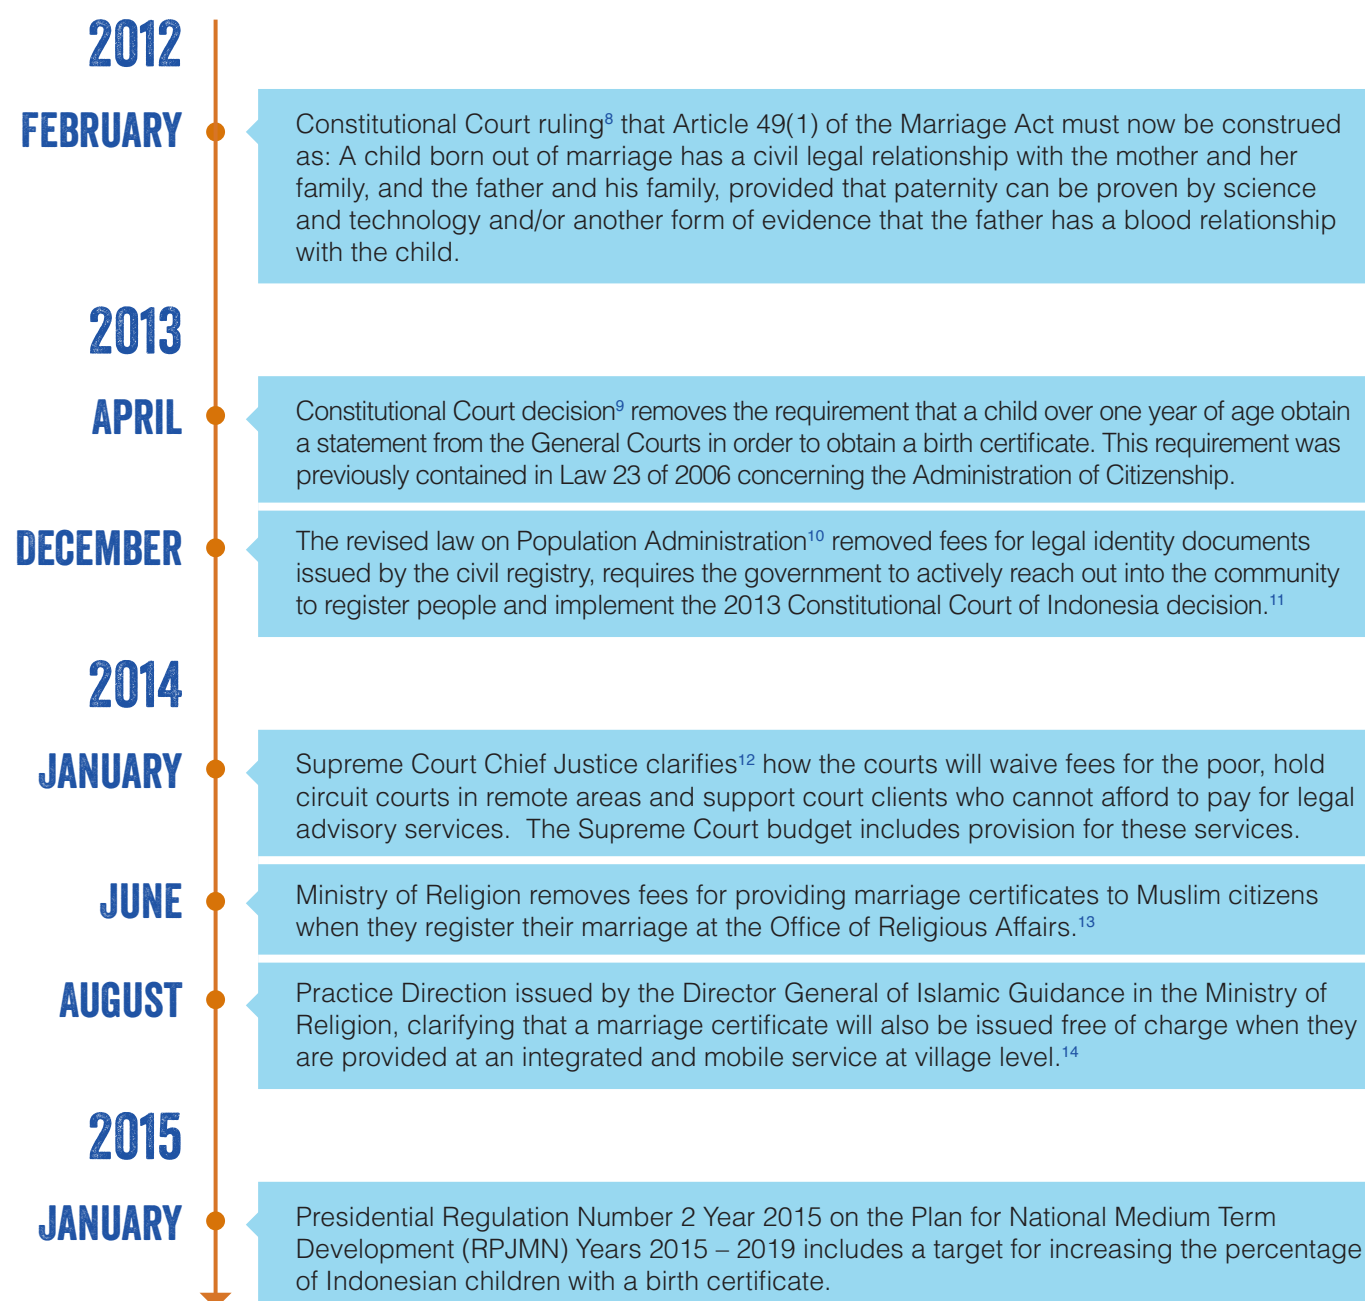 2012
FEBRUARY
Constitutional Court ruling8 that Article 49(1) of the Marriage Act must now be construed
as: A child born out of marriage has a civil legal relationship with the mother and her
family, and the father and his family, provided that paternity can be proven by science
and technology and/or another form of evidence that the father has a blood relationship
with the child.
2013
APRIL
Constitutional Court decision9 removes the requirement that a child over one year of age obtain
a statement from the General Courts in order to obtain a birth certificate. This requirement was
previously contained in Law 23 of 2006 concerning the Administration of Citizenship.
DECEMBER
The revised law on Population Administration10 removed fees for legal identity documents
issued by the civil registry, requires the government to actively reach out into the community
to register people and implement the 2013 Constitutional Court of Indonesia decision.11
2014
JANUARY
Supreme Court Chief Justice clarifies12 how the courts will waive fees for the poor, hold
circuit courts in remote areas and support court clients who cannot afford to pay for legal
advisory services.  The Supreme Court budget includes provision for these services.
JUNE
Ministry of Religion removes fees for providing marriage certificates to Muslim citizens
when they register their marriage at the Office of Religious Affairs.13
AUGUST
Practice Direction issued by the Director General of Islamic Guidance in the Ministry of
Religion, clarifying that a marriage certificate will also be issued free of charge when they
are provided at an integrated and mobile service at village level.14
2015
JANUARY
Presidential Regulation Number 2 Year 2015 on the Plan for National Medium Term
Development (RPJMN) Years 2015 – 2019 includes a target for increasing the percentage
of Indonesian children with a birth certificate.